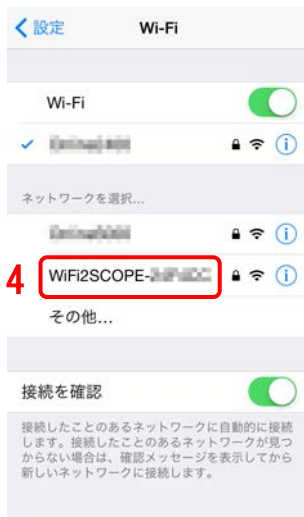 設定
Wi-Fi
Wi-Fi
ネットワークを選択...
4
WiFi2SCOPE-
その他...
接続を確認
接続したことのあるネットワークに自動的に接続
します。接続したことのあるネットワークが見つ
からない場合は、確認メッセージを表示してから
新しいネットワークに接続します。